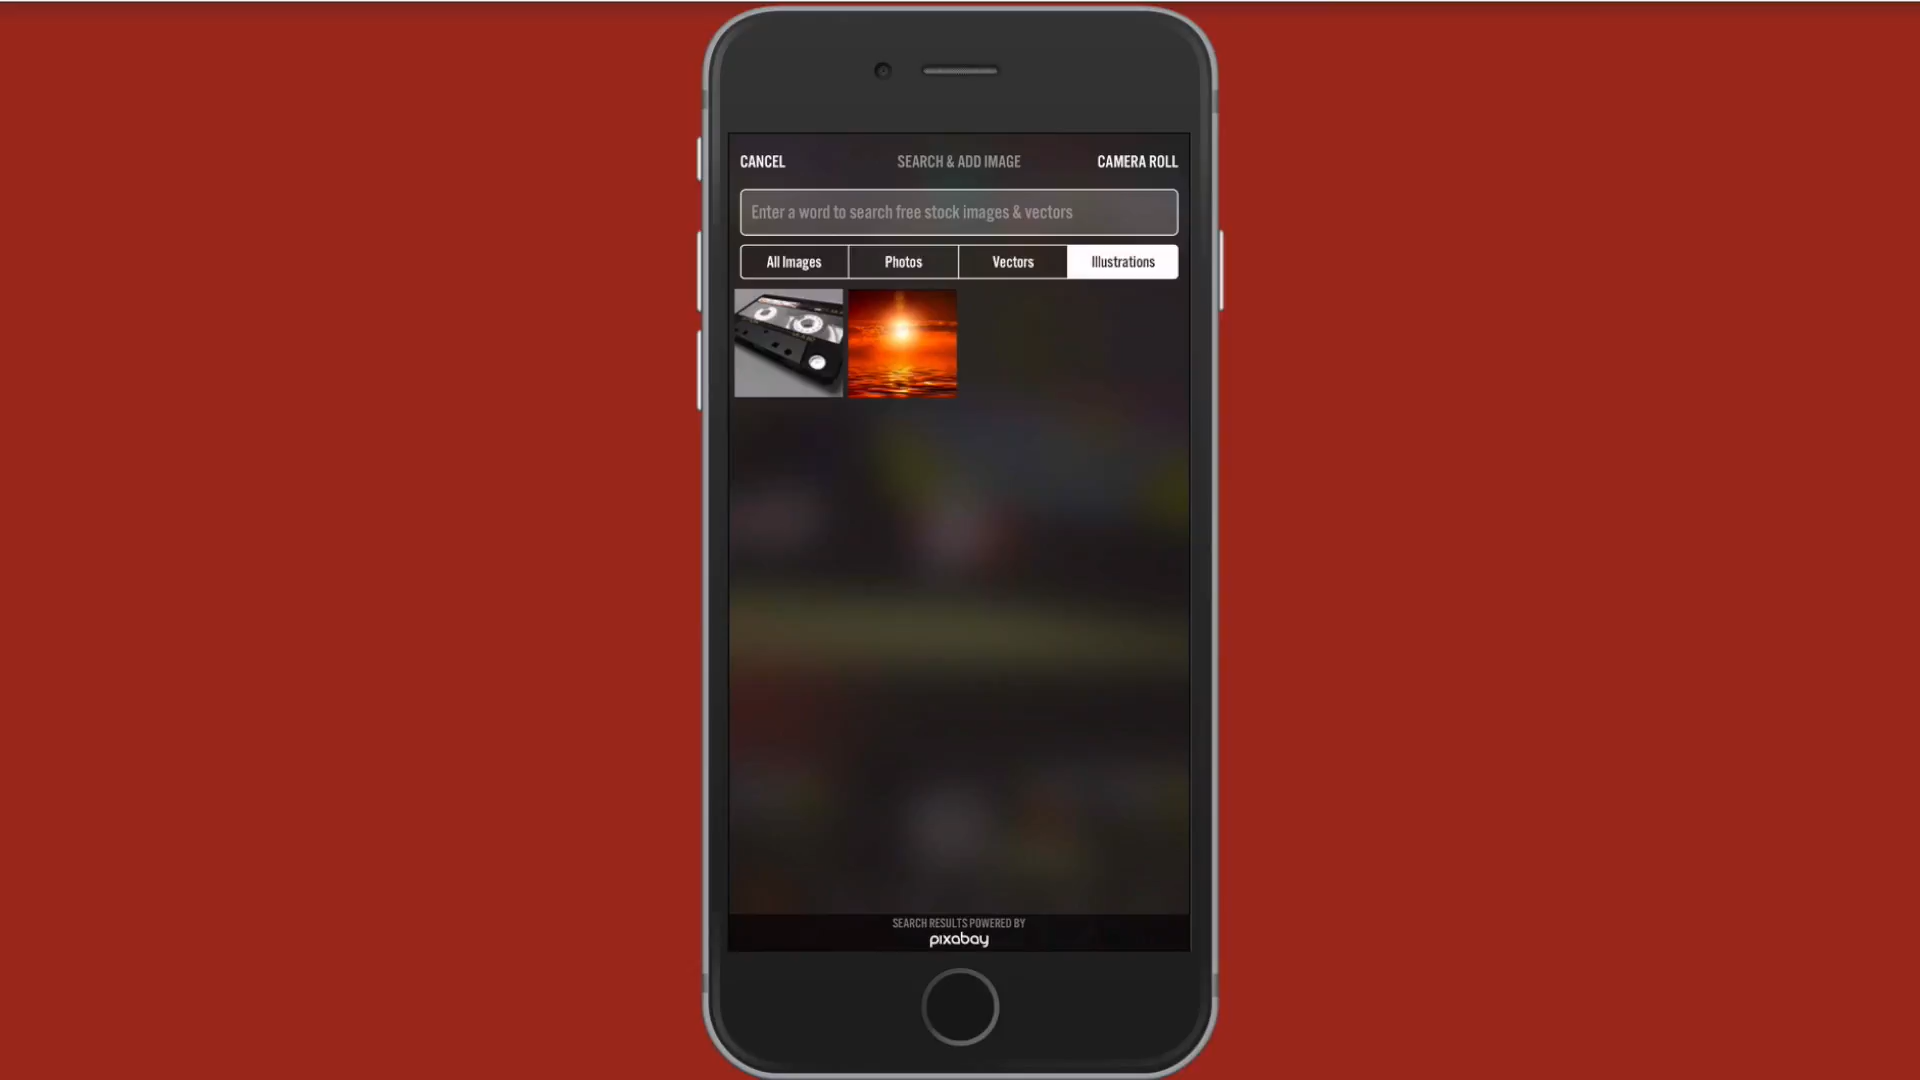 CANCEL
SEARCH & ADD IMAGE
CAMERA ROLL
Enter a word to search free stock images & vectors
All Images
Photos
Vectors
Illustrations
SEARCH RESULTS POWERED BY
pixabay